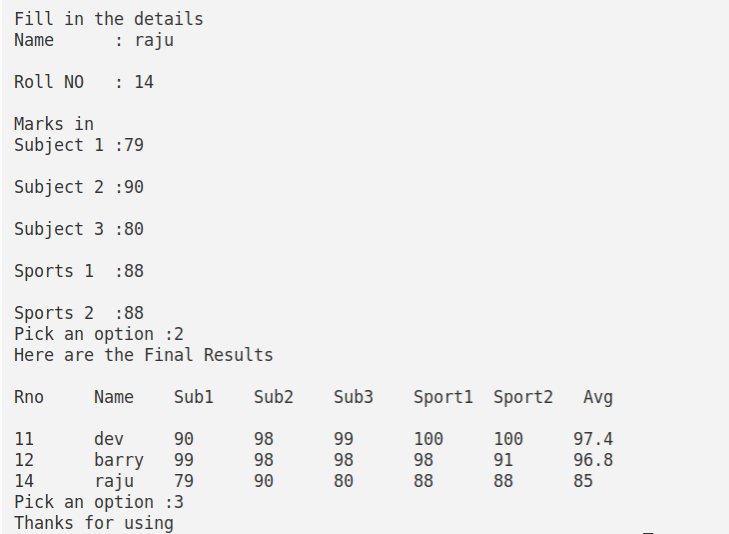 Fill in the details
Name      : raju
Roll NO   : 14
Marks in
Subject 1 :79
Subject 2 :90
Subject 3 :80
Sports 1  :88
Sports 2  :88
Pick an option :2
Here are the Final Results
Rno     Name    Sub1    Sub2    Sub3    Sport1  Sport2   Avg
11      dev     90      98      99      100     100     97.4
12      barry   99      98      98      98      91      96.8
14      raju    79      90      80      88      88      85
Pick an option :3
Thanks for using